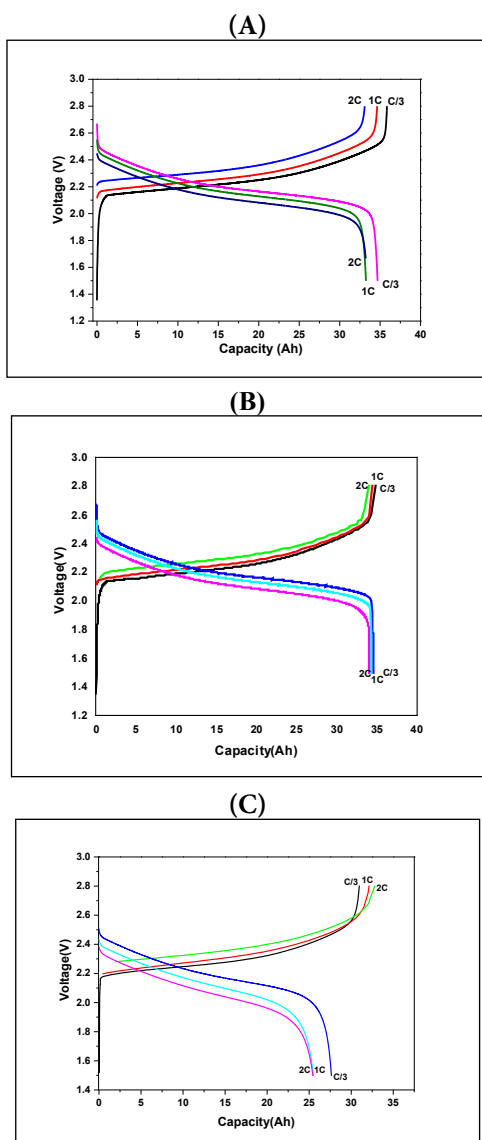 (A)
3.0
2.8
2.6
2.4
2.2
2.0
1.8
1.6
1.4
1.2
Voltage (V)
2C 1C C/3
2C
1C C/3
0 5 10 15 20 25 30 35 40
Capacity (Ah)
(B)
3.0
2.8
2.6
2.4
2.2
2.0
1.8
1.6
1.4
1.2
Voltage(V)
1C
2C C/3
2C C/3
1C
0 5 10 15 20 25 30 35 40
Capacity(Ah)
(C)
3.0
2.8
2.6
2.4
2.2
2.0
1.8
1.6
1.4
Voltage(V)
C/3 1C
2C
2C 1C C/3
0 5 10 15 20 25 30 35
Capacity(Ah)